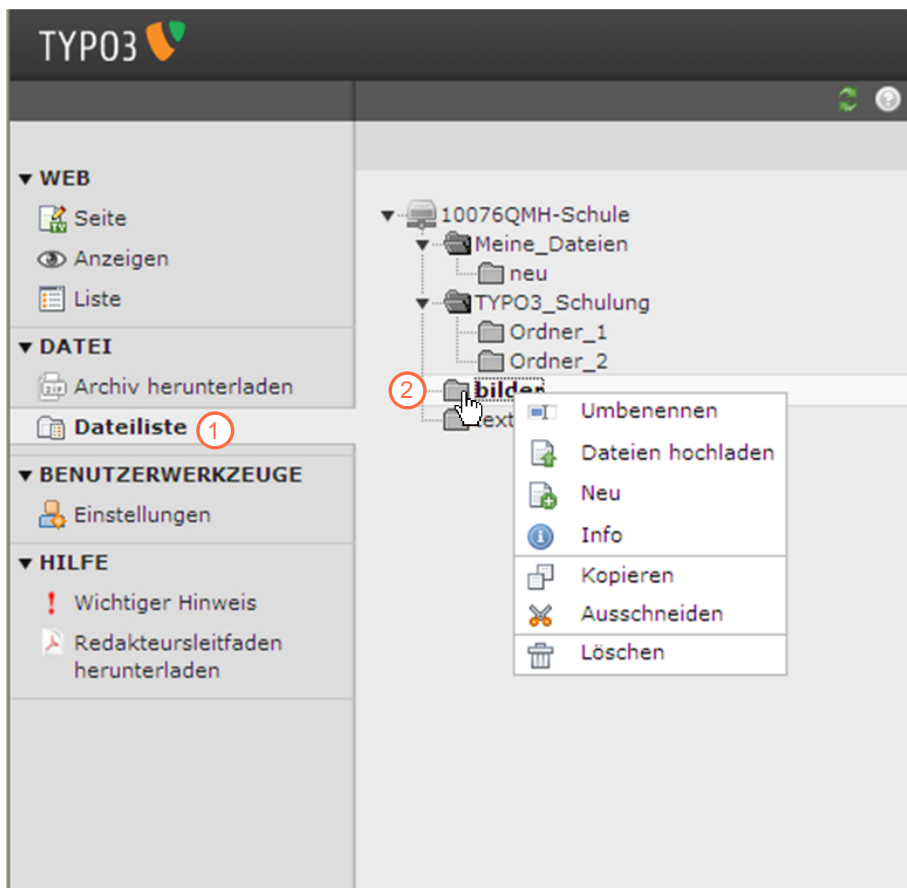 TYPO3
WEB
Seite
Anzeigen
Liste
DATEI
Archiv herunterladen
Dateiliste 1
BENUTZERWERKZEUGE
Einstellungen
HILFE
! Wichtiger Hinweis
Redakteursleitfaden
herunterladen
10076QMH-Schule
Meine_Dateien
neu
TYPO3_Schulung
Ordner_1
Ordner_2
2 bilder
Umbenennen
Dateien hochladen
Neu
Info
Kopieren
Ausschneiden
Löschen